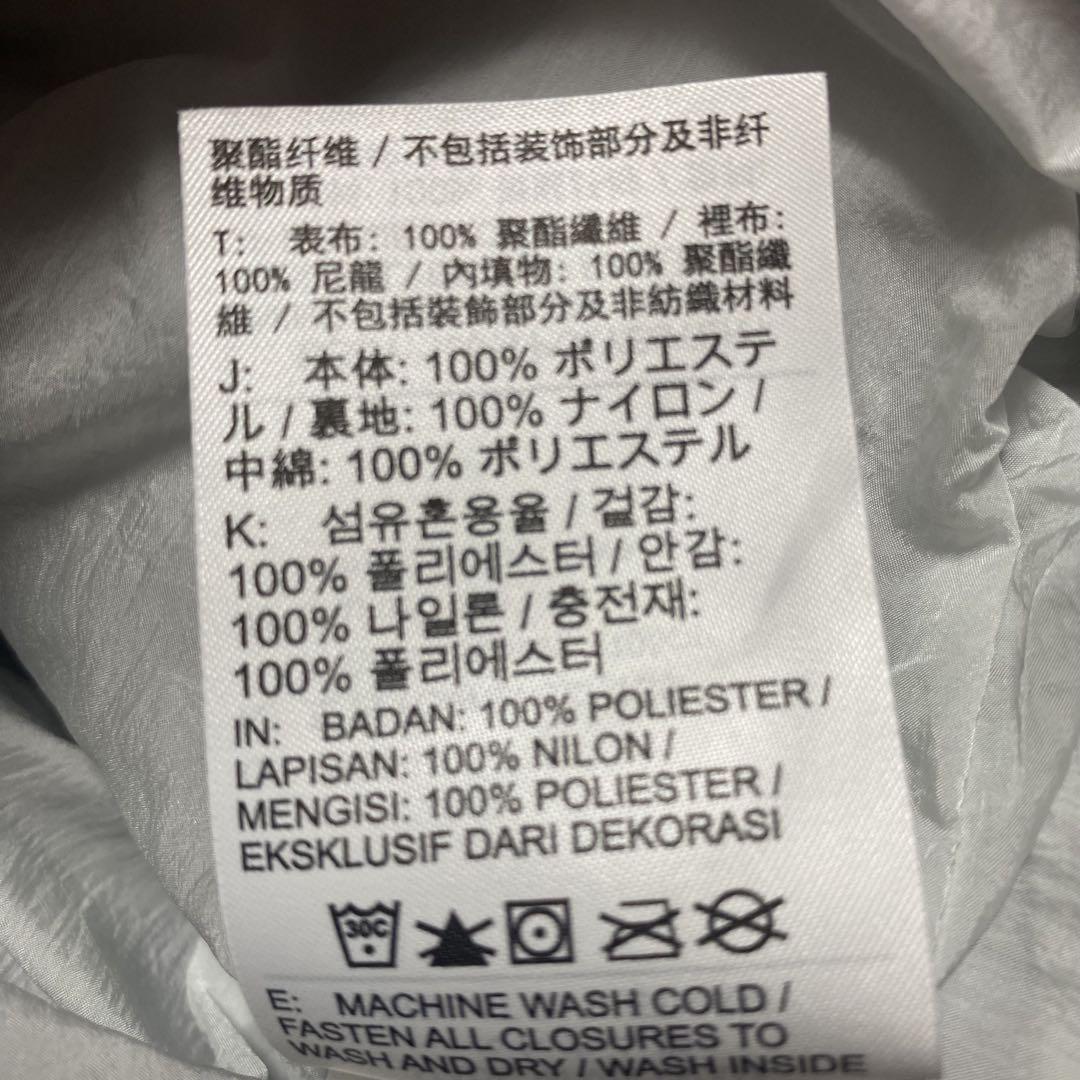 聚酯纤维 / 不包括装饰部分及非纤
维物质
T: 表布: 100% 聚酯纖維 / 裡布:
100% 尼龍 / 內填物: 100% 聚酯纖
維 / 不包括裝飾部分及非紡織材料
J: 本体: 100% ポリエステ
ル / 裏地: 100% ナイロン /
中綿: 100% ポリエステル
K: 섬유혼용율 / 겉감:
100% 폴리에스터 / 안감:
100% 나일론 / 충전재:
100% 폴리에스터
IN: BADAN: 100% POLIESTER /
LAPISAN: 100% NILON /
MENGISI: 100% POLIESTER /
EKSKLUSIF DARI DEKORASI
30C
E: MACHINE WASH COLD /
FASTEN ALL CLOSURES TO
WASH AND DRY / WASH INSIDE